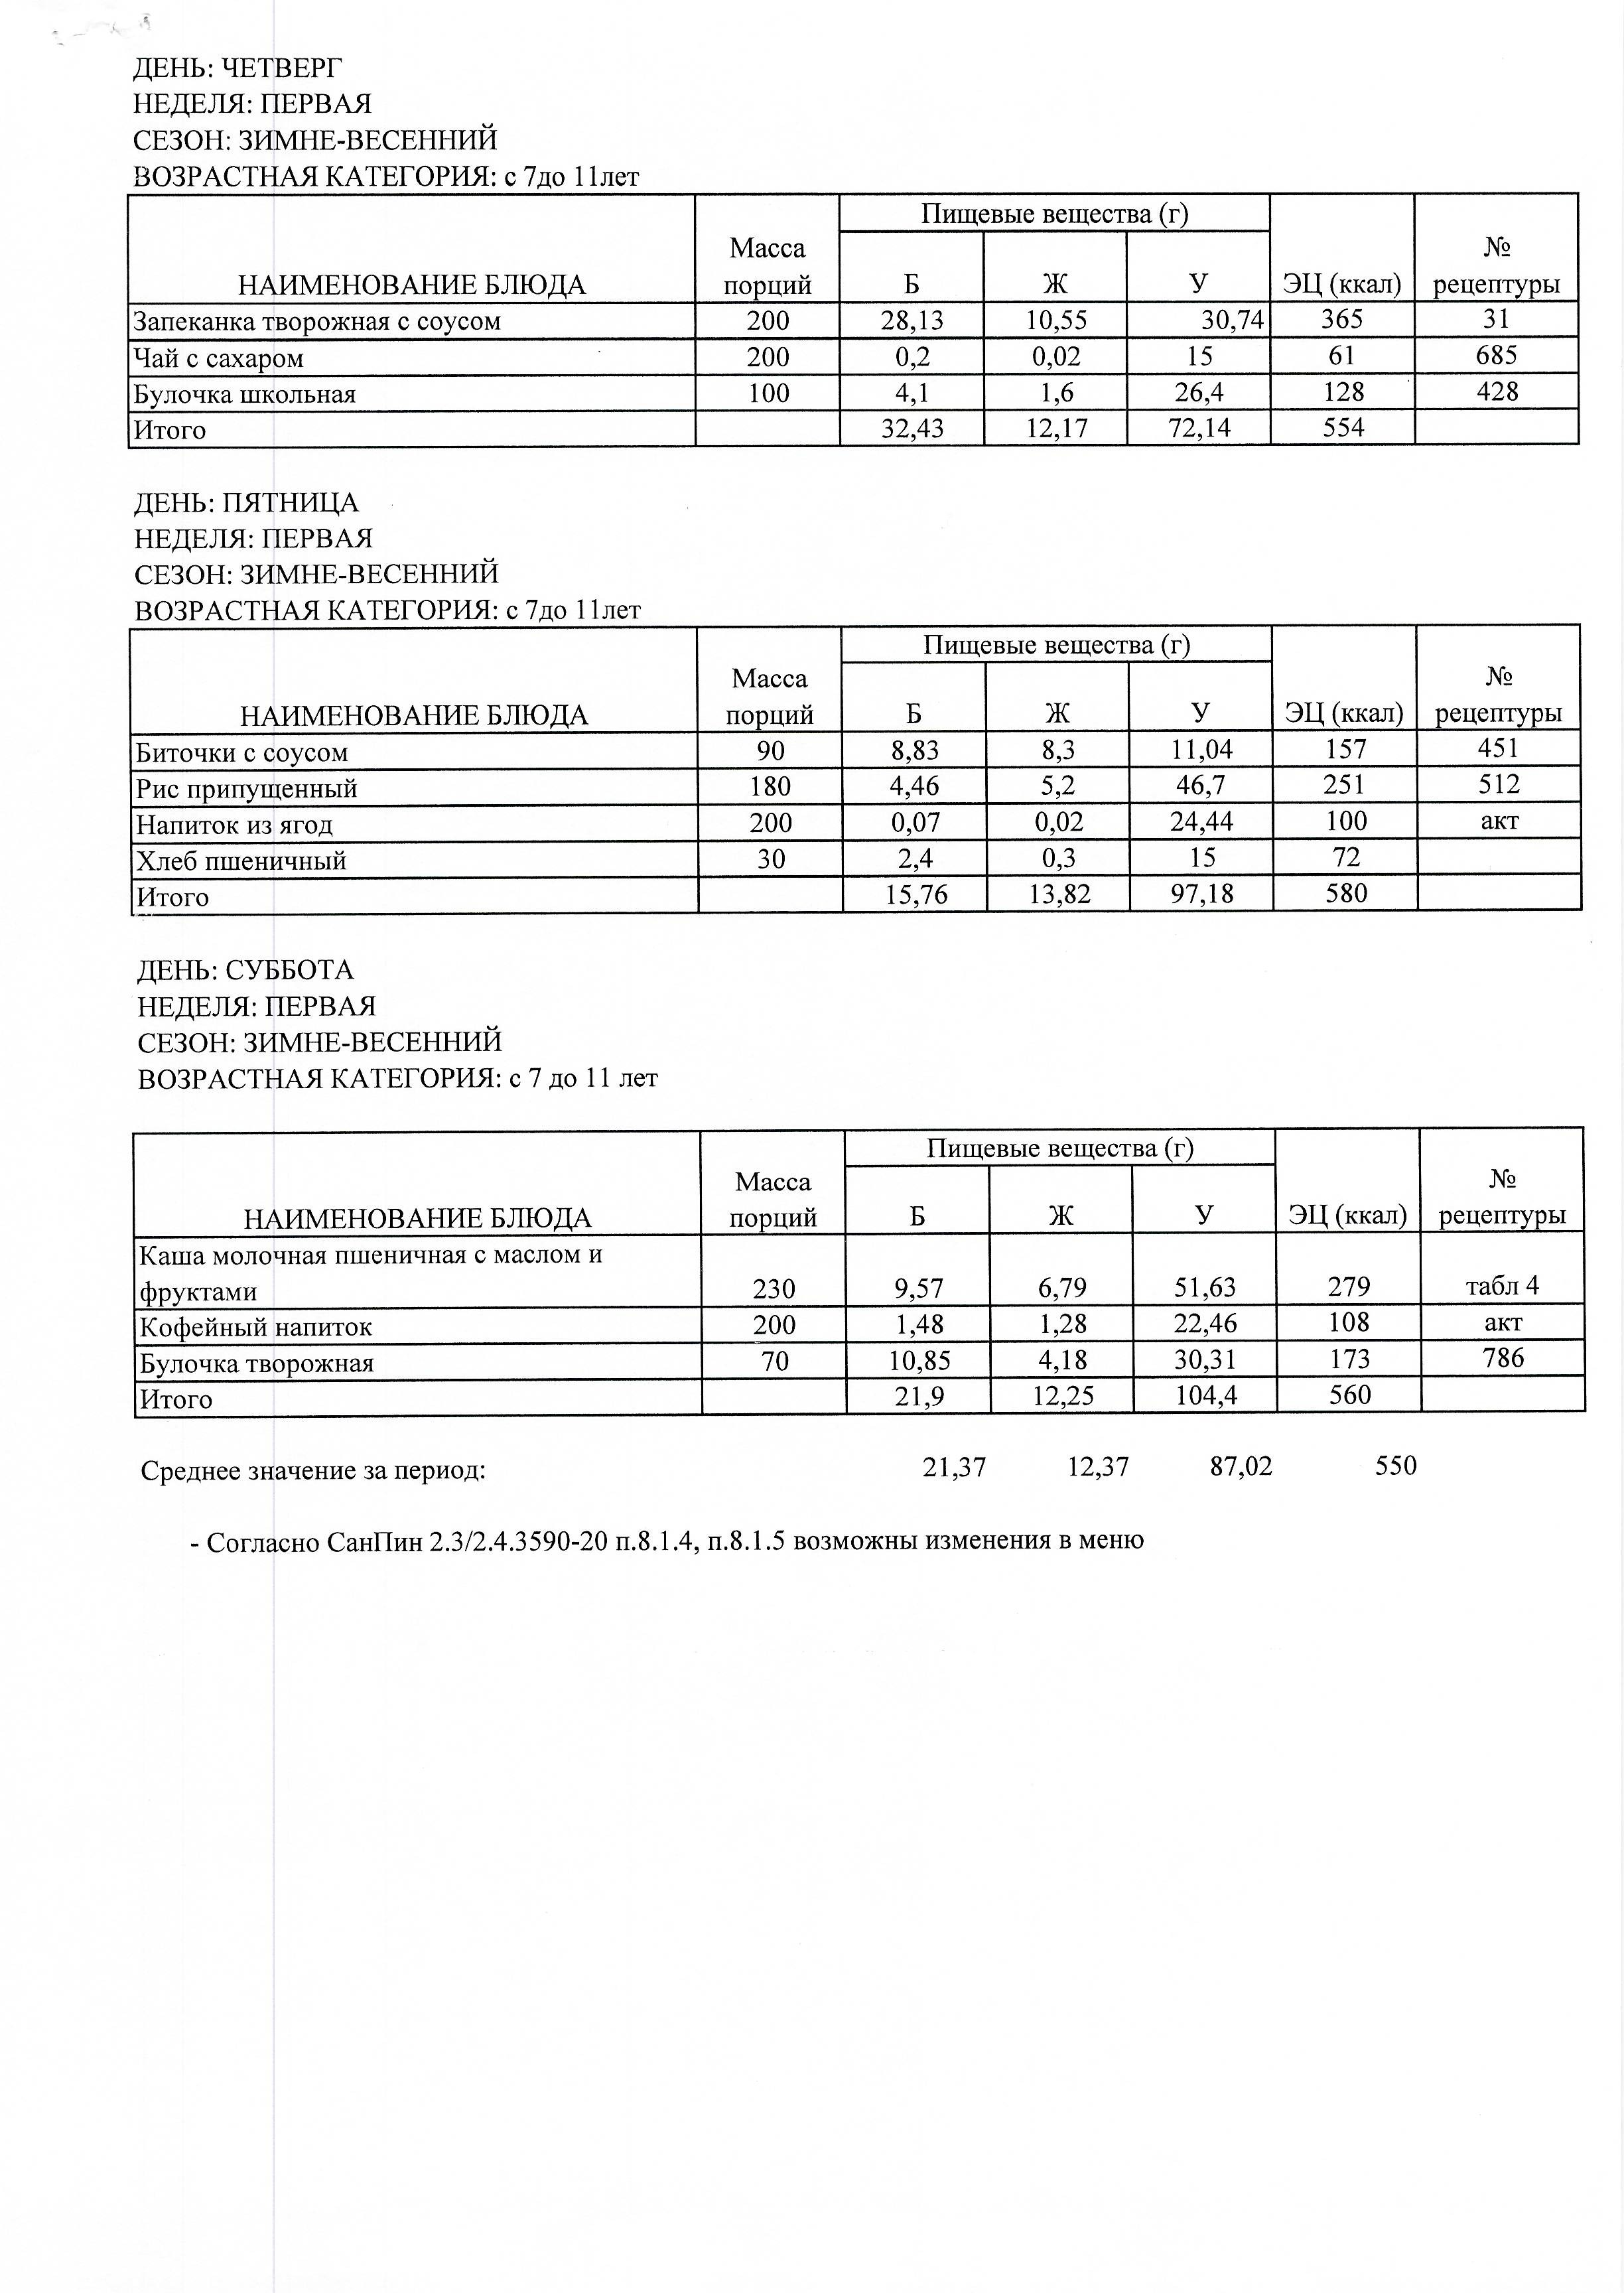 ДЕНЬ: ЧЕТВЕРГ
НЕДЕЛЯ: ПЕРВАЯ
СЕЗОН: ЗИМНЕ-ВЕСЕННИЙ
ВОЗРАСТНАЯ КАТЕГОРИЯ: с 7до 11лет
НАИМЕНОВАНИЕ БЛЮДА Масса порций Пищевые вещества (г) Б Ж У ЭЦ (ккал) № рецептуры
Запеканка творожная с соусом 200 28,13 10,55 30,74 365 31
Чай с сахаром 200 0,2 0,02 15 61 685
Булочка школьная 100 4,1 1,6 26,4 128 428
Итого 32,43 12,17 72,14 554
ДЕНЬ: ПЯТНИЦА
НЕДЕЛЯ: ПЕРВАЯ
СЕЗОН: ЗИМНЕ-ВЕСЕННИЙ
ВОЗРАСТНАЯ КАТЕГОРИЯ: с 7до 11лет
НАИМЕНОВАНИЕ БЛЮДА Масса порций Пищевые вещества (г) Б Ж У ЭЦ (ккал) № рецептуры
Биточки с соусом 90 8,83 8,3 11,04 157 451
Рис припущенный 180 4,46 5,2 46,7 251 512
Напиток из ягод 200 0,07 0,02 24,44 100 акт
Хлеб пшеничный 30 2,4 0,3 15 72
Итого 15,76 13,82 97,18 580
ДЕНЬ: СУББОТА
НЕДЕЛЯ: ПЕРВАЯ
СЕЗОН: ЗИМНЕ-ВЕСЕННИЙ
ВОЗРАСТНАЯ КАТЕГОРИЯ: с 7 до 11 лет
НАИМЕНОВАНИЕ БЛЮДА Масса порций Пищевые вещества (г) Б Ж У ЭЦ (ккал) № рецептуры
Каша молочная пшеничная с маслом и
фруктами 230 9,57 6,79 51,63 279 табл 4
Кофейный напиток 200 1,48 1,28 22,46 108 акт
Булочка творожная 70 10,85 4,18 30,31 173 786
Итого 21,9 12,25 104,4 560
Среднее значение за период: 21,37 12,37 87,02 550
- Согласно СанПин 2.3/2.4.3590-20 п.8.1.4, п.8.1.5 возможны изменения в меню